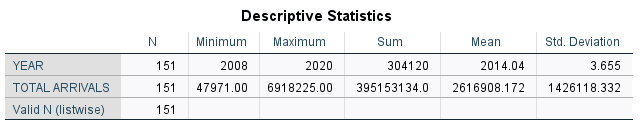 Descriptive Statistics
N Minimum Maximum Sum Mean Std. Deviation
YEAR 151 2008 2020 304120 2014.04 3.655
TOTAL ARRIVALS 151 47971.00 6918225.00 395153134.0 2616908.172 1426118.332
Valid N (listwise) 151